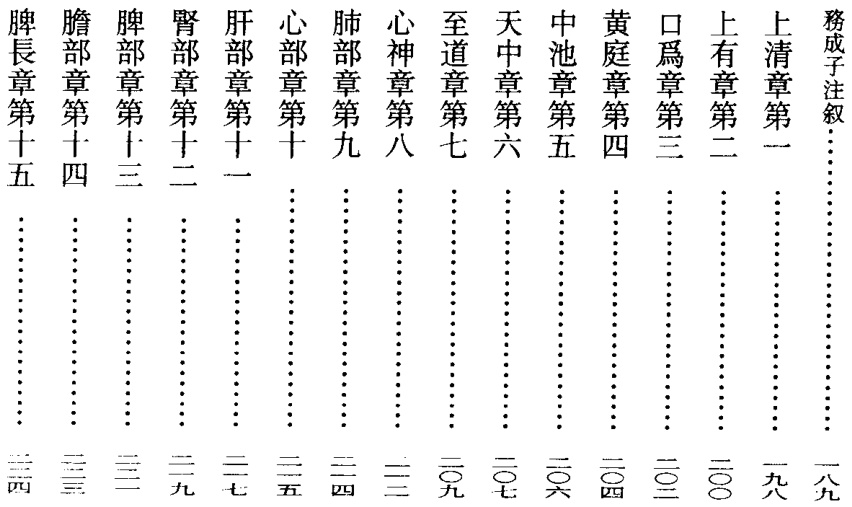 務成子注叙……一八九
上清章第一……一九八
上有章第二……二〇〇
口爲章第三……二〇二
黄庭章第四……二〇四
中池章第五……二〇六
天中章第六……二〇七
至道章第七……二〇九
心神章第八……二一二
肺部章第九……二一四
心部章第十……二一五
肝部章第十一……二一七
腎部章第十二……二一九
脾部章第十三……二二一
膽部章第十四……二二三
脾長章第十五……二二四